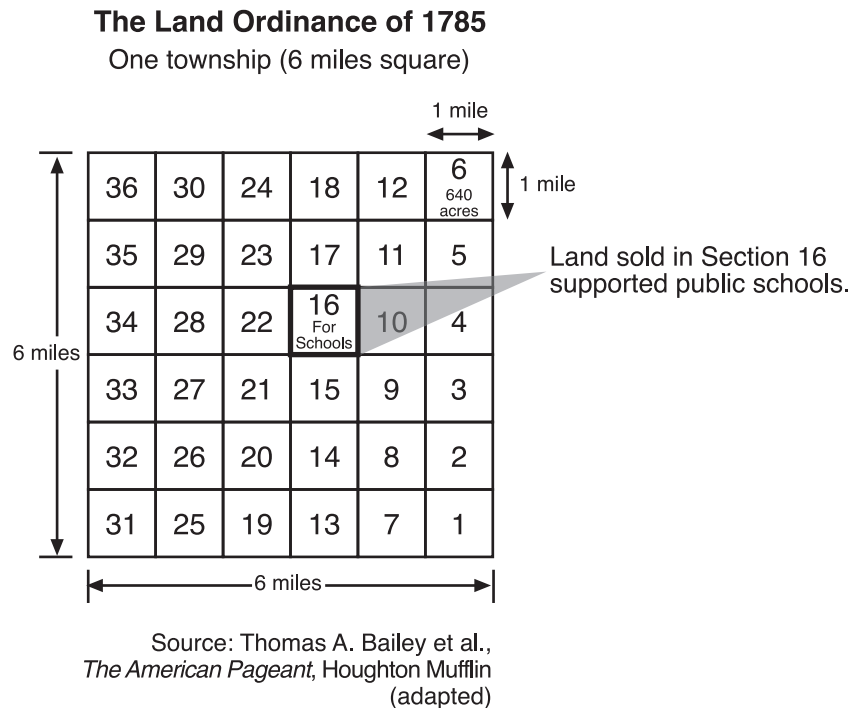 The Land Ordinance of 1785
One township (6 miles square)
1 mile
36 30 24 18 12 6
640
acres
1 mile
35 29 23 17 11 5
Land sold in Section 16
supported public schools.
34 28 22 16 10 4
For
Schools
6 miles
33 27 21 15 9 3
32 26 20 14 8 2
31 25 19 13 7 1
6 miles
Source: Thomas A. Bailey et al.,
The American Pageant, Houghton Mufflin
(adapted)